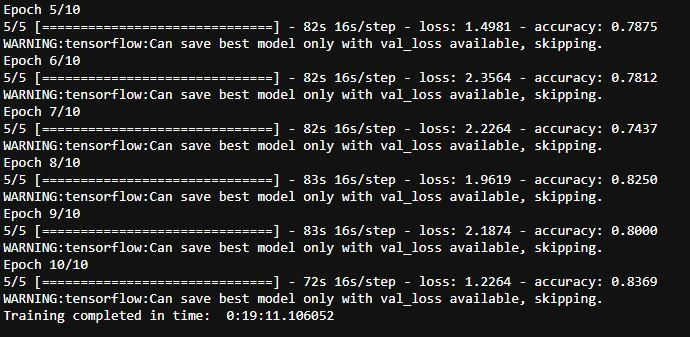 Epoch 5/10
5/5 [==============================] - 82s 16s/step - loss: 1.4981 - accuracy: 0.7875
WARNING:tensorflow:Can save best model only with val_loss available, skipping.
Epoch 6/10
5/5 [==============================] - 82s 16s/step - loss: 2.3564 - accuracy: 0.7812
WARNING:tensorflow:Can save best model only with val_loss available, skipping.
Epoch 7/10
5/5 [==============================] - 82s 16s/step - loss: 2.2264 - accuracy: 0.7437
WARNING:tensorflow:Can save best model only with val_loss available, skipping.
Epoch 8/10
5/5 [==============================] - 83s 16s/step - loss: 1.9619 - accuracy: 0.8250
WARNING:tensorflow:Can save best model only with val_loss available, skipping.
Epoch 9/10
5/5 [==============================] - 83s 16s/step - loss: 2.1874 - accuracy: 0.8000
WARNING:tensorflow:Can save best model only with val_loss available, skipping.
Epoch 10/10
5/5 [==============================] - 72s 16s/step - loss: 1.2264 - accuracy: 0.8369
WARNING:tensorflow:Can save best model only with val_loss available, skipping.
Training completed in time:  0:19:11.106052